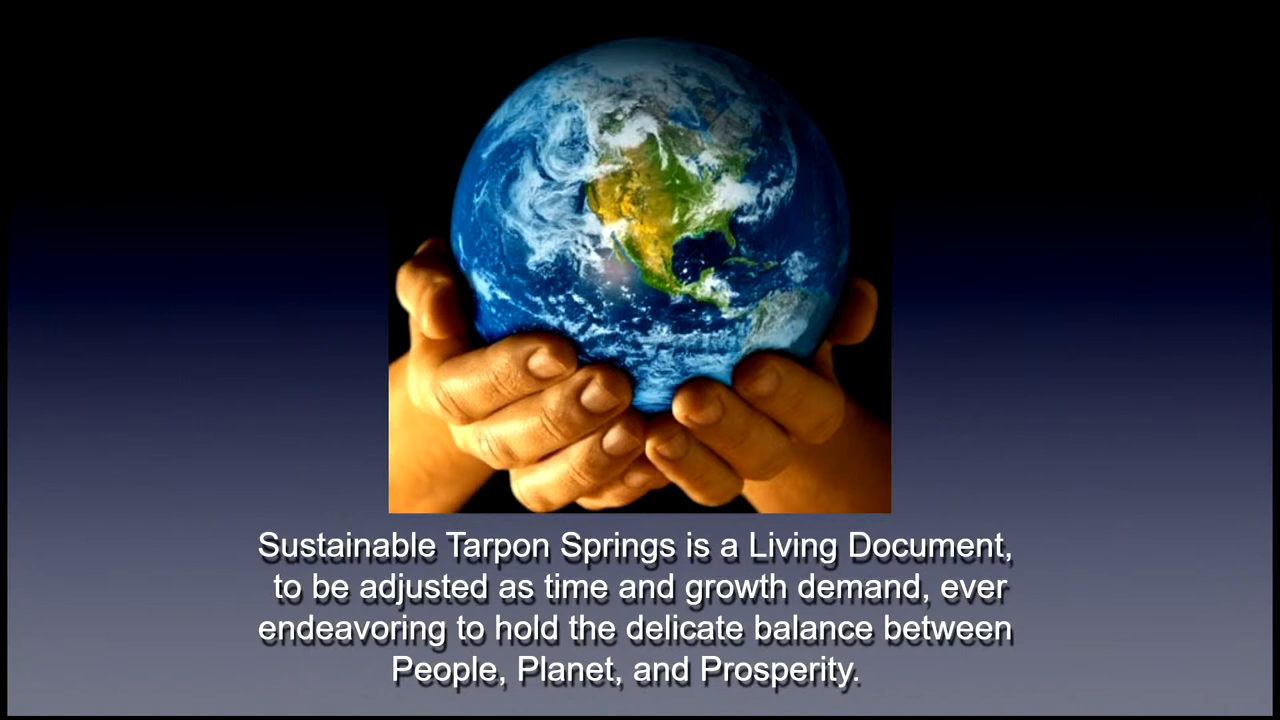 Sustainable Tarpon Springs is a Living Document,
to be adjusted as time and growth demand, ever
endeavoring to hold the delicate balance between
People, Planet, and Prosperity.